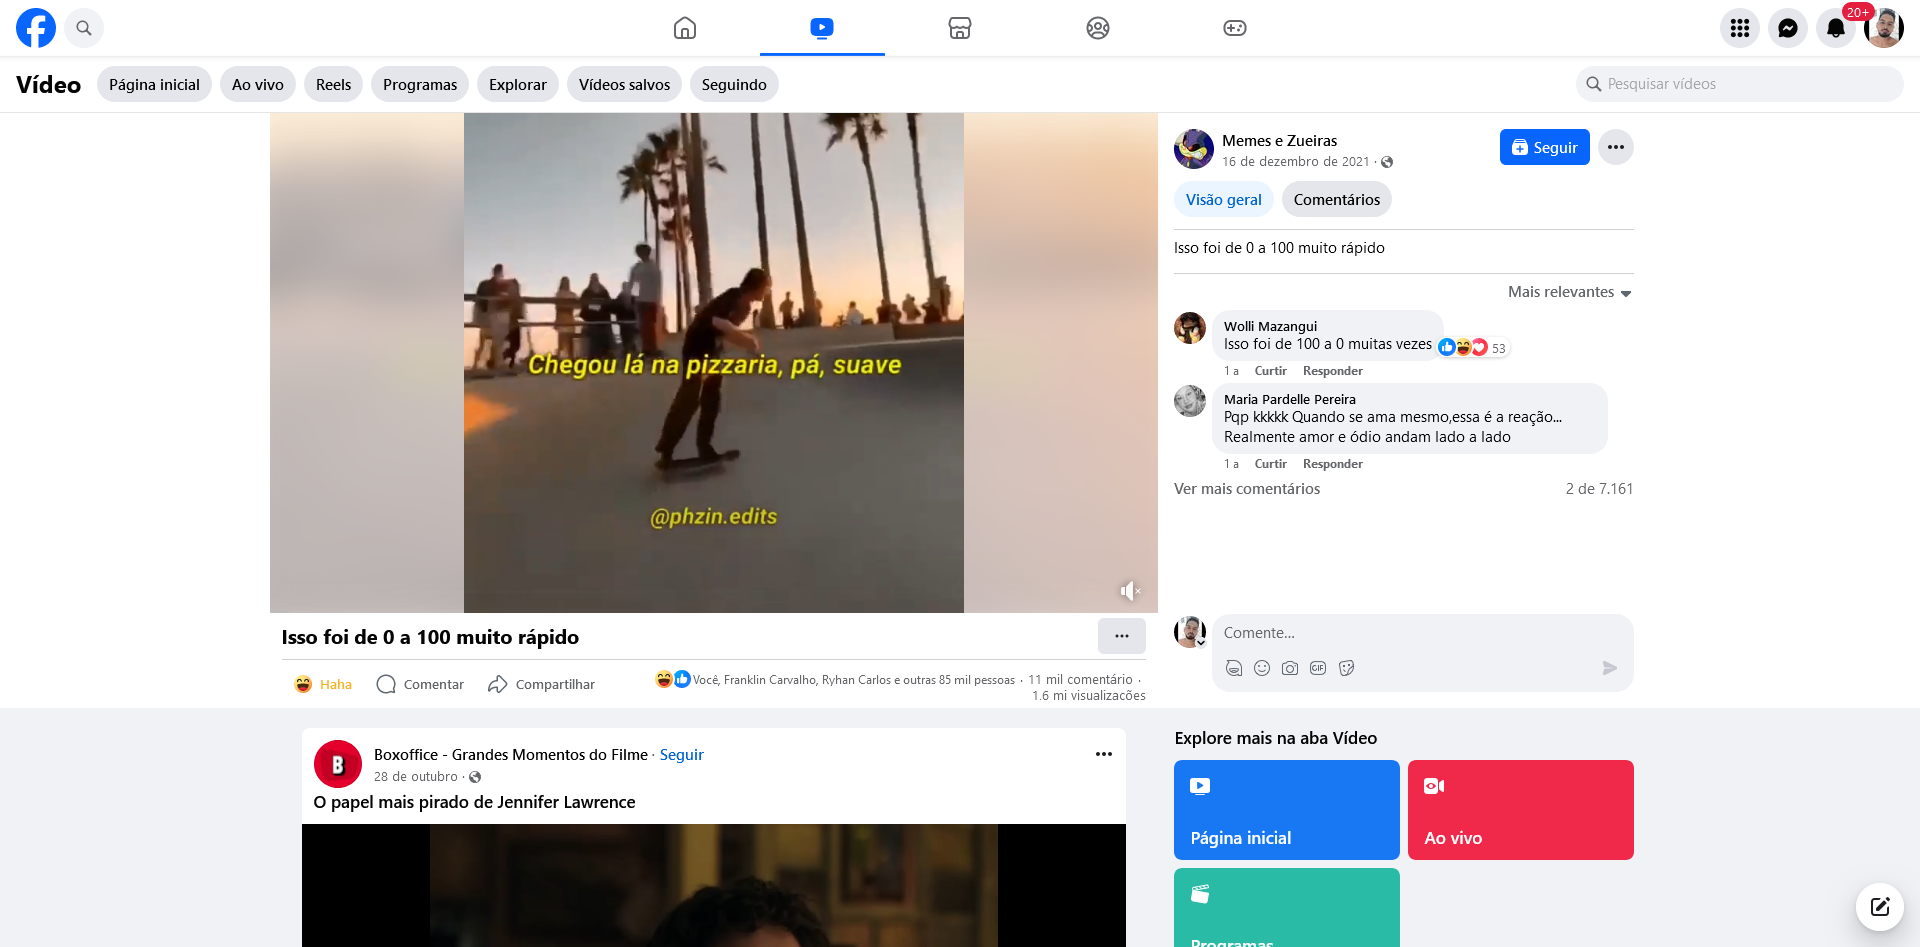 20+
Vídeo
Página inicial
Ao vivo
Reels
Programas
Explorar
Vídeos salvos
Seguindo
Pesquisar vídeos
Chegou lá na pizzaria, pá, suave
@phzin.edits
Memes e Zueiras
16 de dezembro de 2021 ·
Seguir
Visão geral
Comentários
Isso foi de 0 a 100 muito rápido
Mais relevantes
Wolli Mazangui
Isso foi de 100 a 0 muitas vezes
53
1 a Curtir Responder
Maria Pardelle Pereira
Pqp kkkkk Quando se ama mesmo,essa é a reação...
Realmente amor e ódio andam lado a lado
1 a Curtir Responder
Ver mais comentários
2 de 7.161
Comente...
GIF
Isso foi de 0 a 100 muito rápido
Haha
Comentar
Compartilhar
Você, Franklin Carvalho, Ryhan Carlos e outras 85 mil pessoas · 11 mil comentário ·
1.6 mi visualizacões
B
Boxoffice - Grandes Momentos do Filme · Seguir
28 de outubro ·
O papel mais pirado de Jennifer Lawrence
Explore mais na aba Vídeo
Página inicial
Ao vivo
Programas